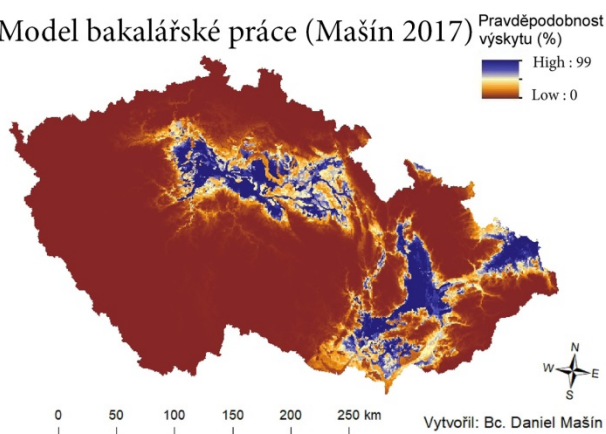 Model bakalářské práce (Mašín 2017)
Pravděpodobnost
výskytu (%)
High : 99
Low : 0
N
W E
S
0 50 100 150 200 250 km
Vytvořil: Bc. Daniel Mašín